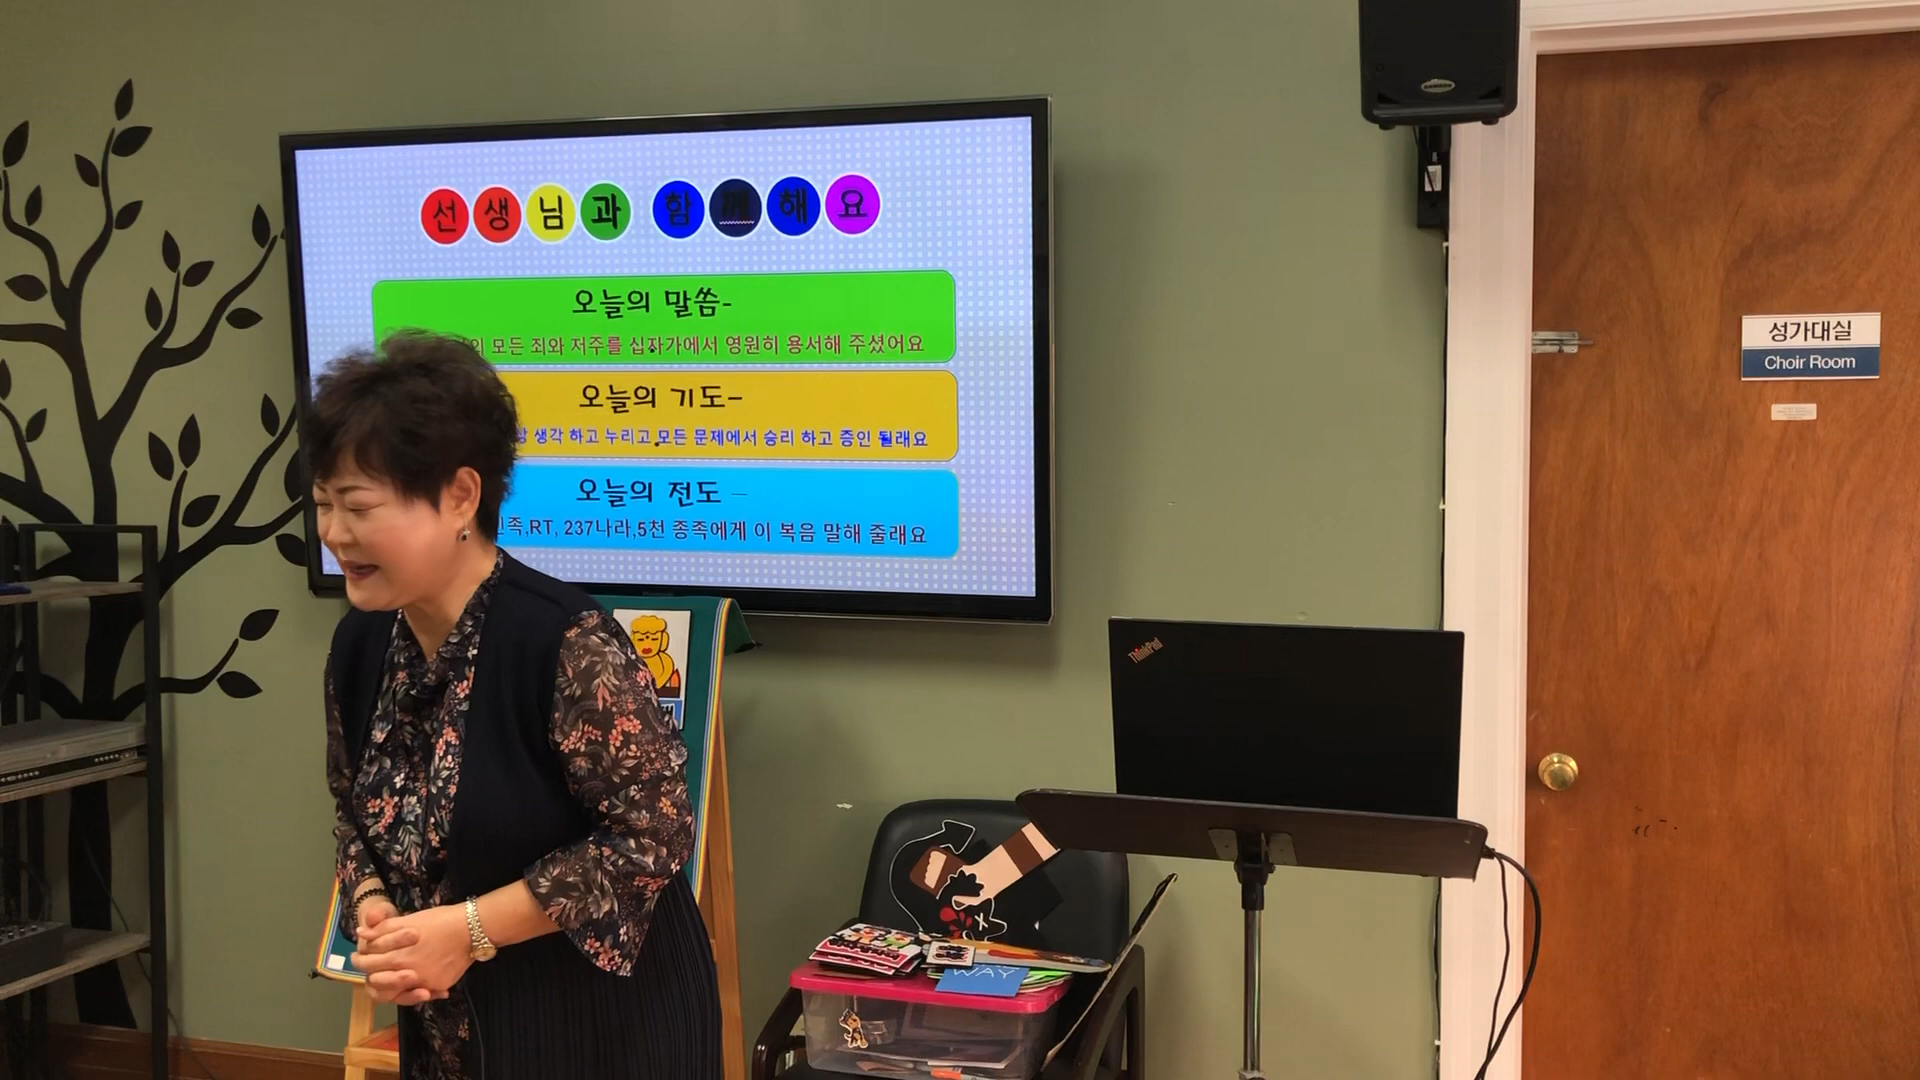 선생님과 함께해요
오늘의 말씀-
모든 죄와 저주를 십자가에서 영원히 용서해 주셨어요
오늘의 기도-
생각 하고 누리고 모든 문제에서 승리 하고 증인 될래요
오늘의 전도 –
RT, 237나라,5천 종족에게 이 복음 말해 줄래요
SAMSON
성가대실
Choir Room
ThinkPad
WAY